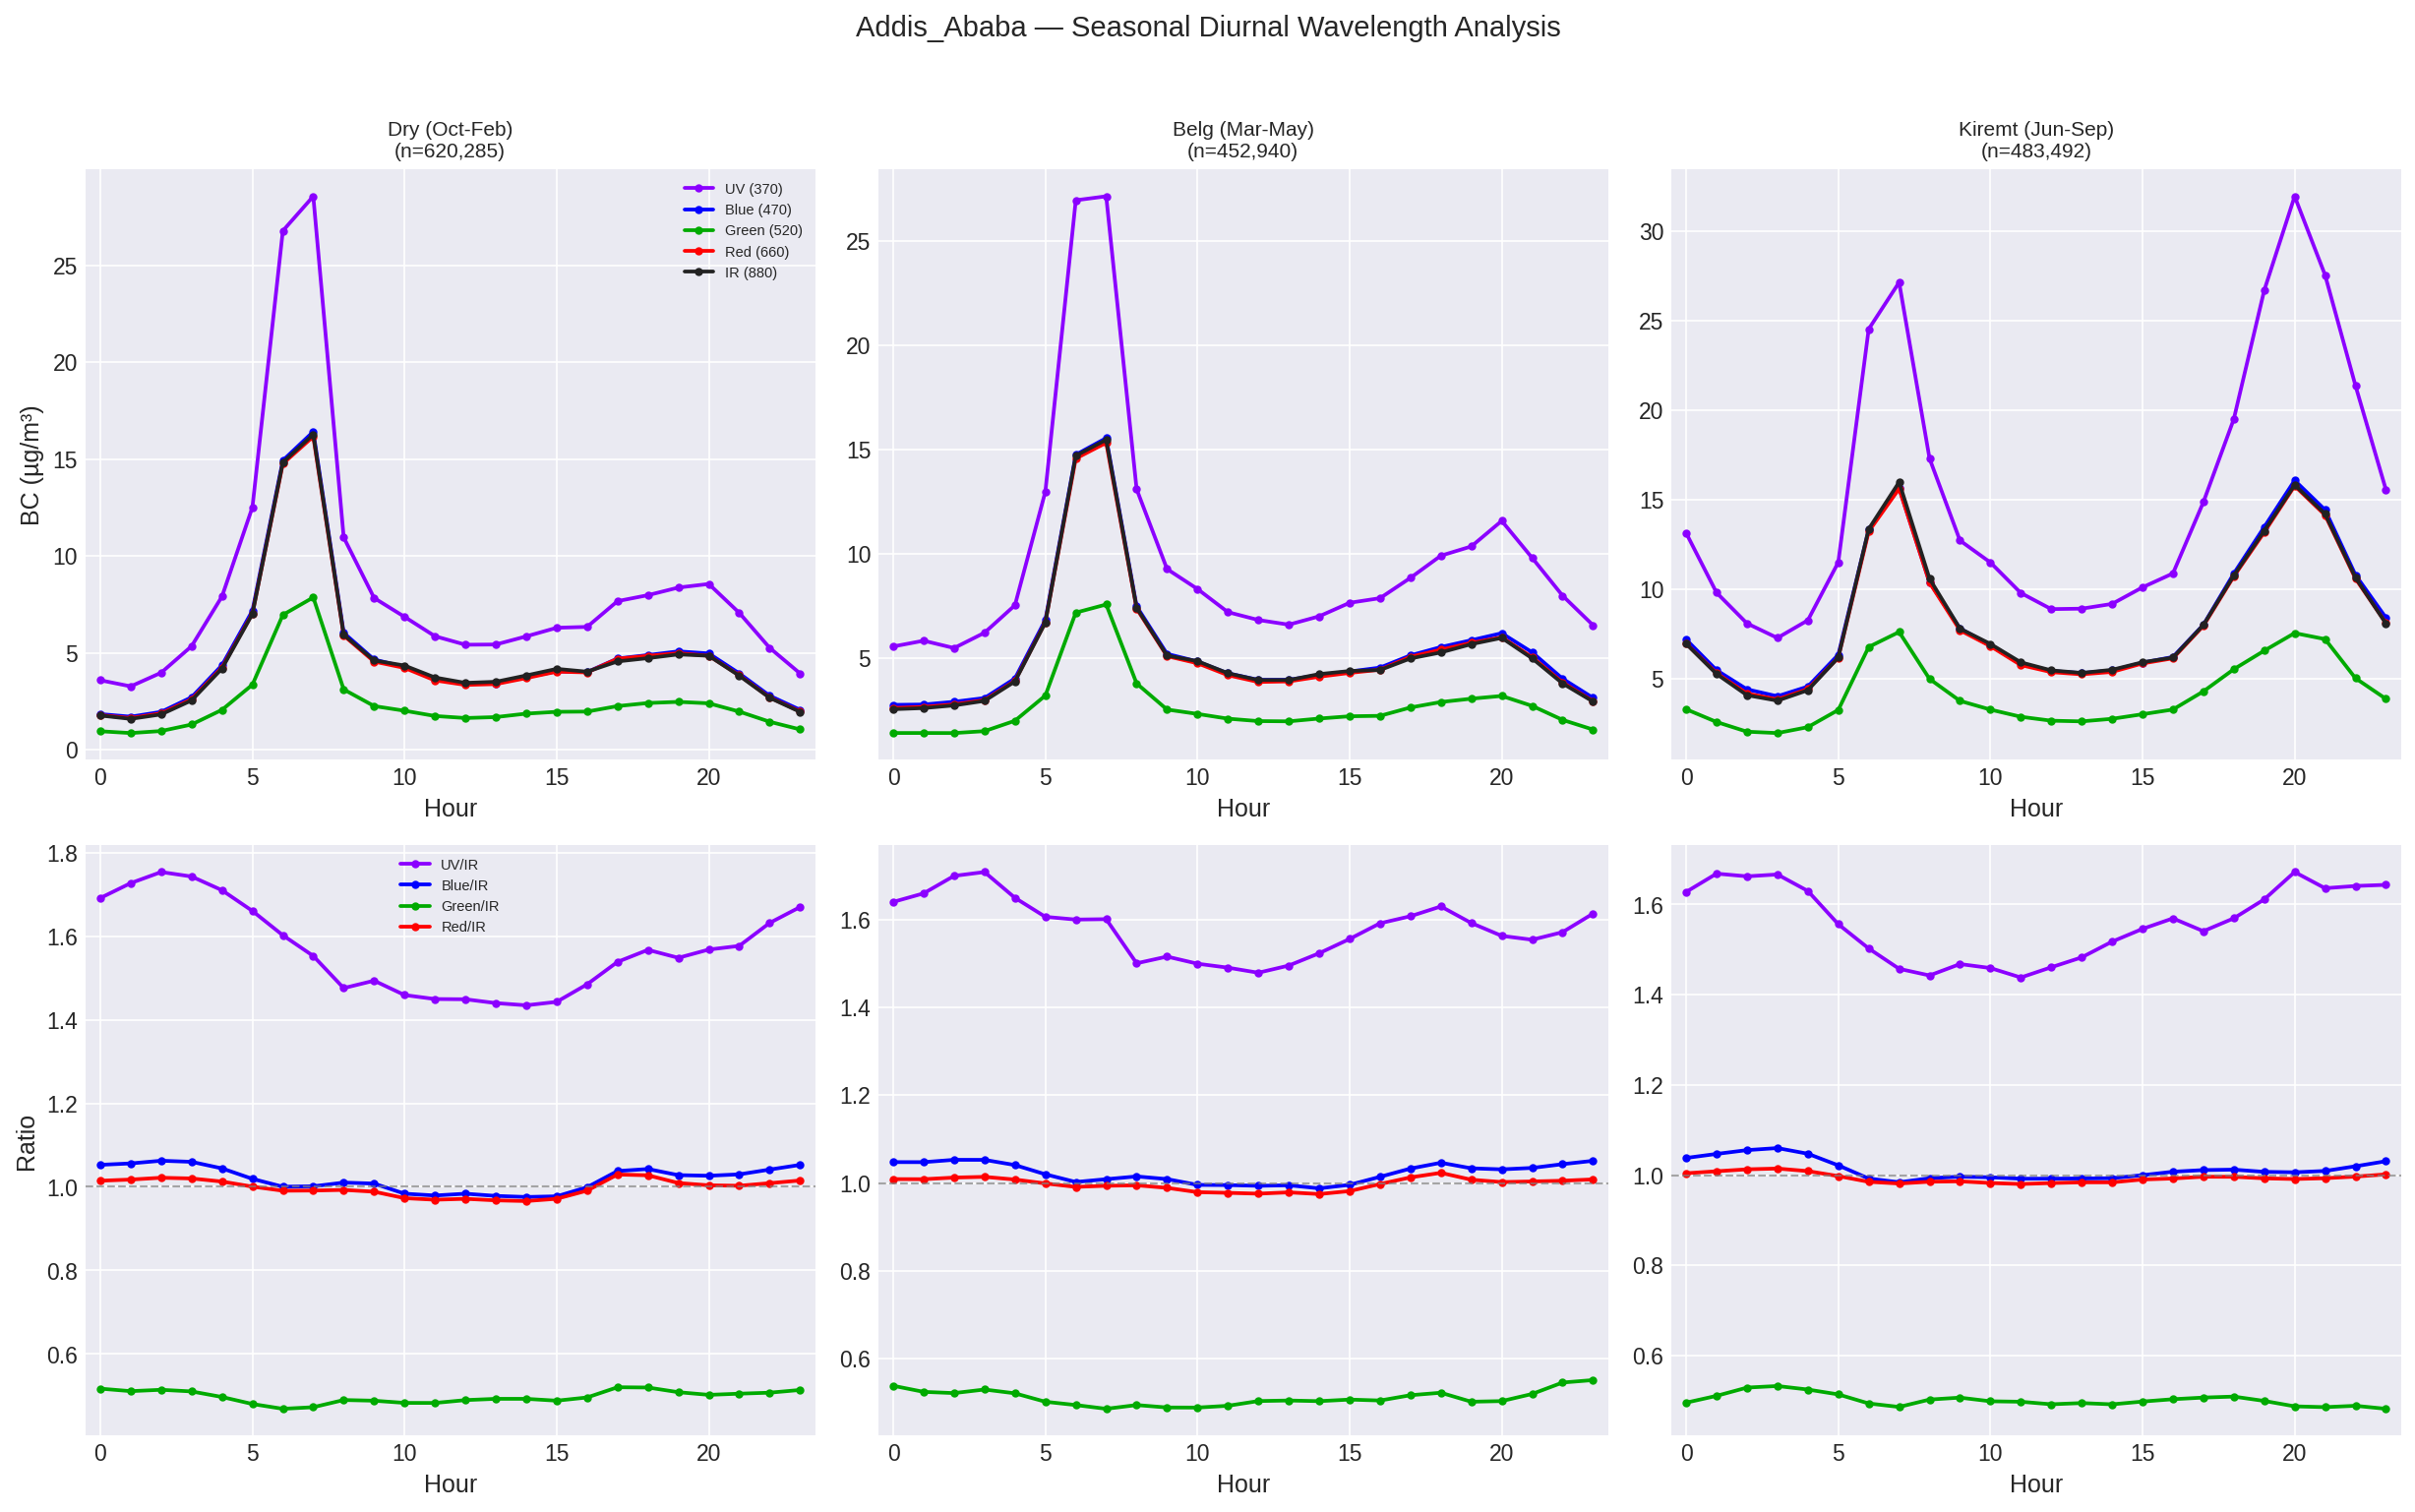 Addis_Ababa — Seasonal Diurnal Wavelength Analysis
Dry (Oct-Feb)
(n=620,285)
Belg (Mar-May)
(n=452,940)
Kiremt (Jun-Sep)
(n=483,492)
BC (µg/m³)
25
20
15
10
5
0
UV (370)
Blue (470)
Green (520)
Red (660)
IR (880)
0 5 10 15 20
Hour
25
20
15
10
5
0 5 10 15 20
Hour
30
25
20
15
10
5
0 5 10 15 20
Hour
Ratio
1.8
1.6
1.4
1.2
1.0
0.8
0.6
UV/IR
Blue/IR
Green/IR
Red/IR
0 5 10 15 20
Hour
1.6
1.4
1.2
1.0
0.8
0.6
0 5 10 15 20
Hour
1.6
1.4
1.2
1.0
0.8
0.6
0 5 10 15 20
Hour